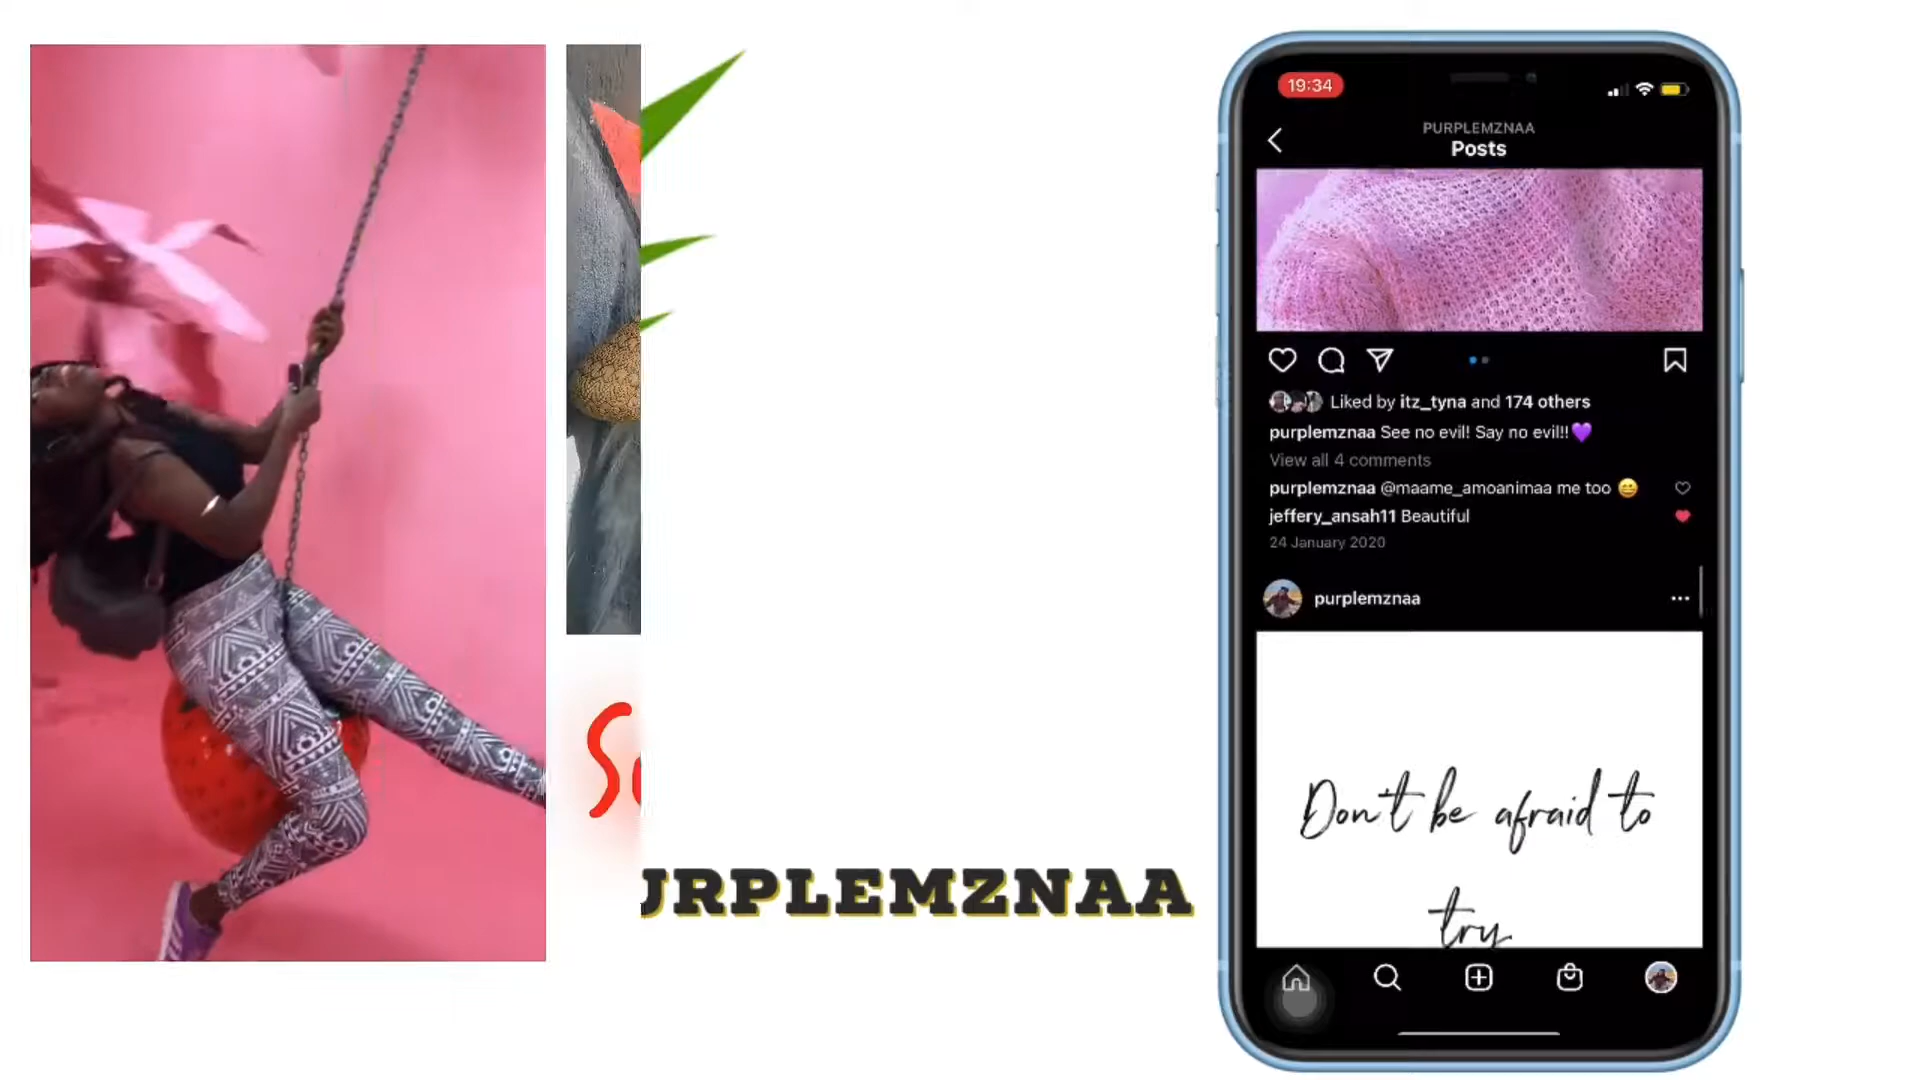 URPLEMZNAA
19:34
PURPLEMZNAA
Posts
Liked by itz_tyna and 174 others
purplemznaa See no evil! Say no evil!!💜
View all 4 comments
purplemznaa @maame_amoanimaa me too 😄
jeffery_ansah11 Beautiful
24 January 2020
purplemznaa
Don't be afraid to
try